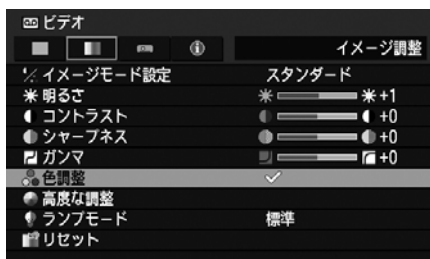 ビデオ
イメージ調整
イメージモード設定 スタンダード
明るさ +1
コントラスト +0
シャープネス +0
ガンマ +0
色調整
高度な調整
ランプモード 標準
リセット